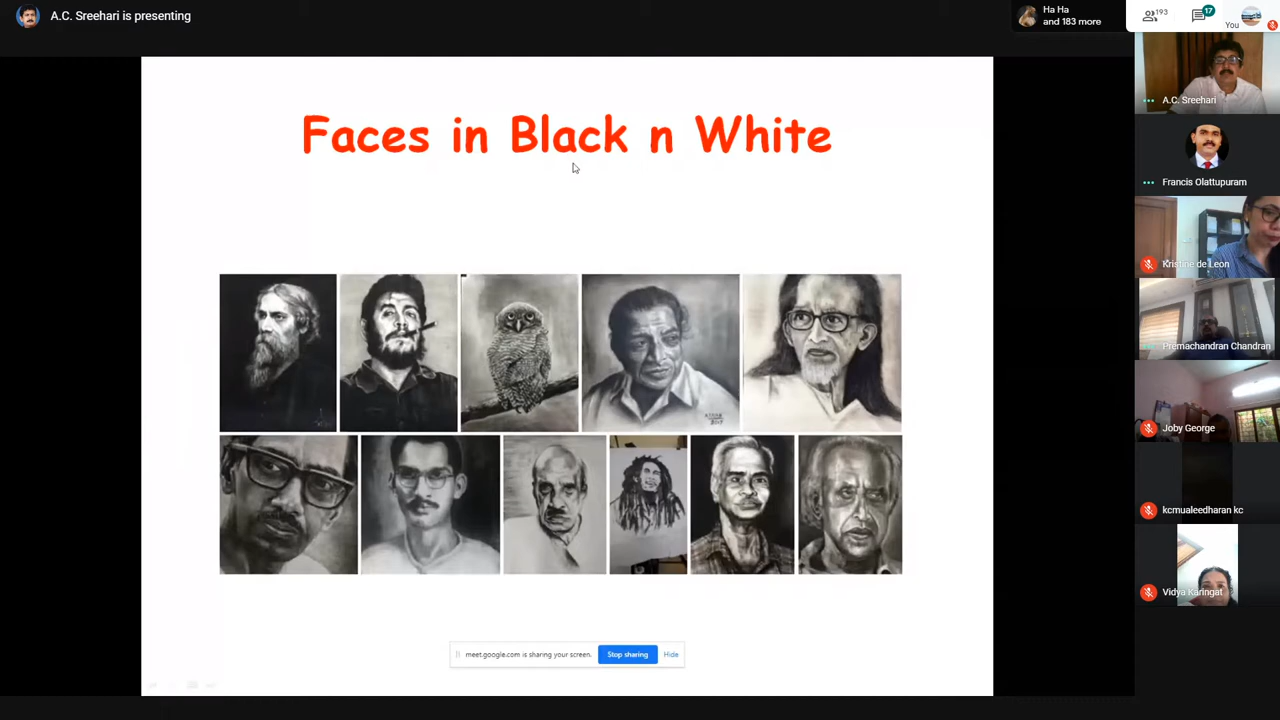 A.C. Sreehari is presenting
Ha Ha
and 183 more
193
17
You
Faces in Black n White
A.C. Sreehari
Francis Olattupuram
Kristine de Leon
Premachandran Chandran
Joby George
kcmualeedharan kc
Vidya Karingat
2017
meet.google.com is sharing your screen.
Stop sharing
Hide